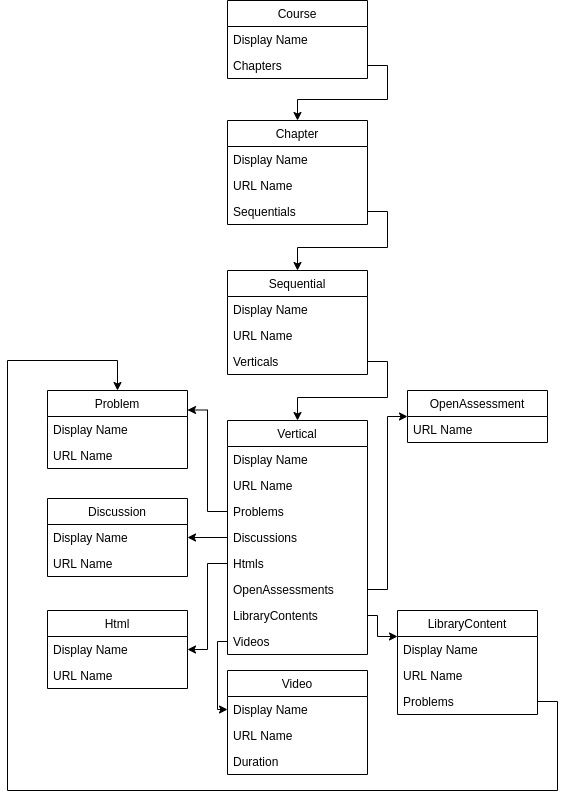 Course
Display Name
Chapters
Chapter
Display Name
URL Name
Sequentials
Sequential
Display Name
URL Name
Verticals
Problem
Display Name
URL Name
OpenAssessment
URL Name
Vertical
Display Name
URL Name
Problems
Discussions
Htmls
OpenAssessments
LibraryContents
Videos
Discussion
Display Name
URL Name
Html
Display Name
URL Name
LibraryContent
Display Name
URL Name
Problems
Video
Display Name
URL Name
Duration